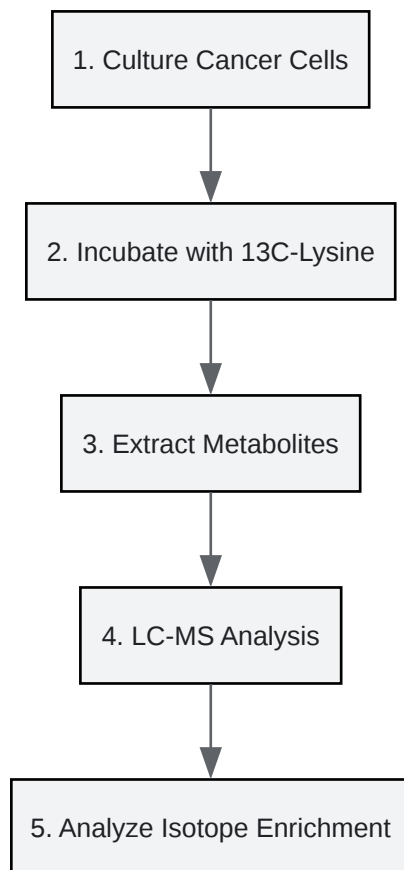 1. Culture Cancer Cells
2. Incubate with 13C-Lysine
3. Extract Metabolites
4. LC-MS Analysis
5. Analyze Isotope Enrichment